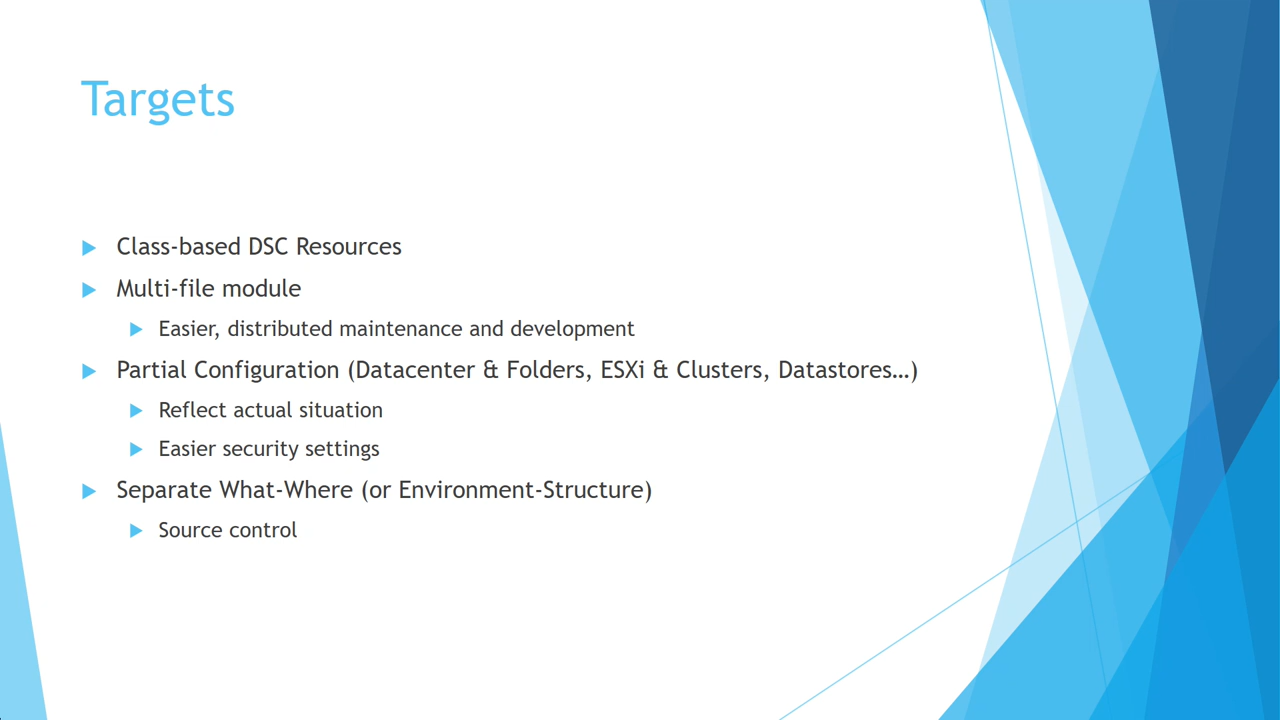 Targets
Class-based DSC Resources
Multi-file module
Easier, distributed maintenance and development
Partial Configuration (Datacenter & Folders, ESXi & Clusters, Datastores…)
Reflect actual situation
Easier security settings
Separate What-Where (or Environment-Structure)
Source control